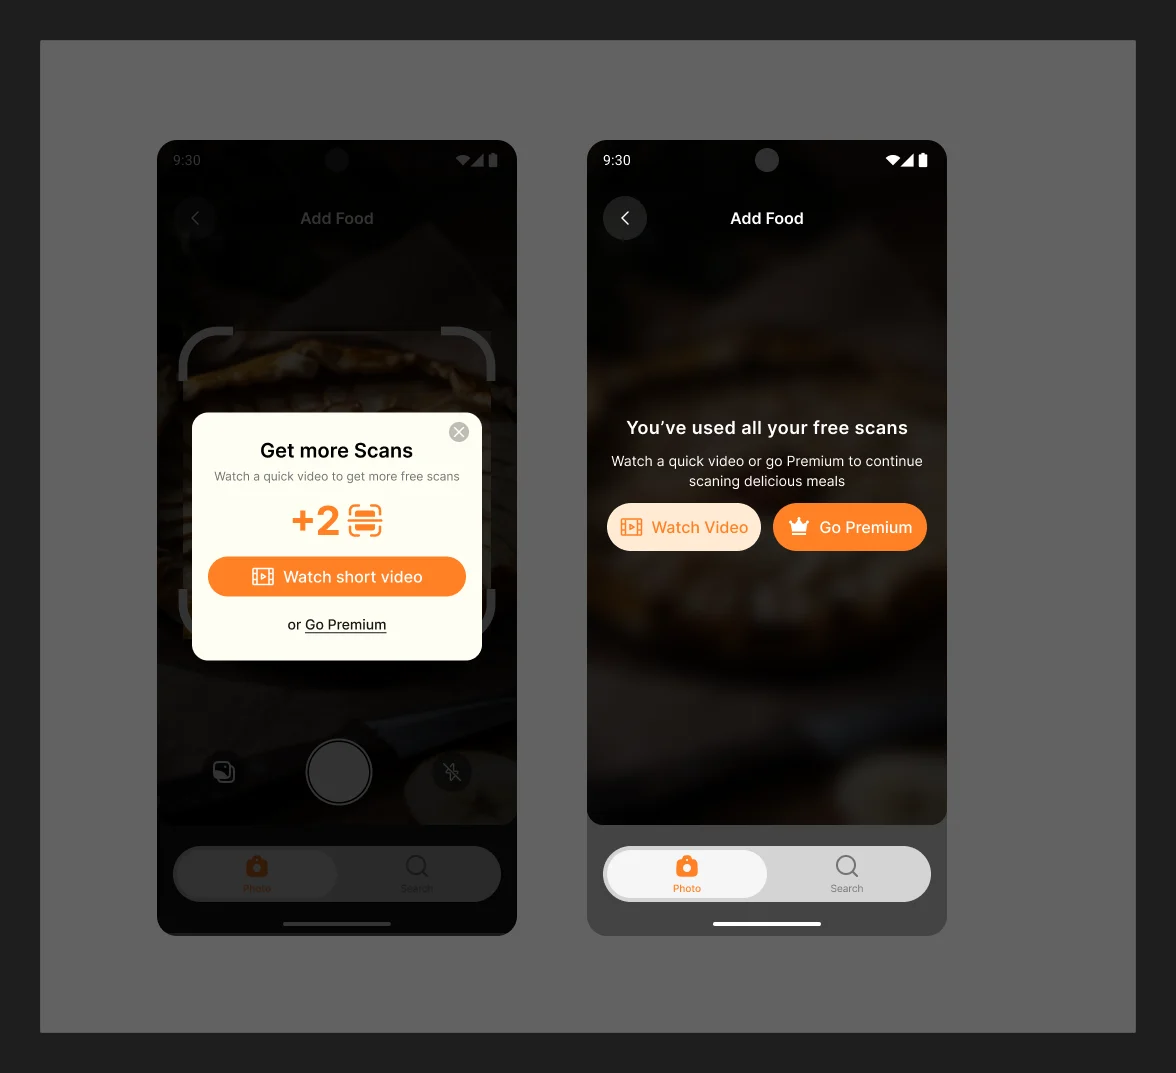 9:30
Add Food
Get more Scans
Watch a quick video to get more free scans
+2
Watch short video
or Go Premium
Photo
Search
9:30
Add Food
You’ve used all your free scans
Watch a quick video or go Premium to continue
scaning delicious meals
Watch Video
Go Premium
Photo
Search